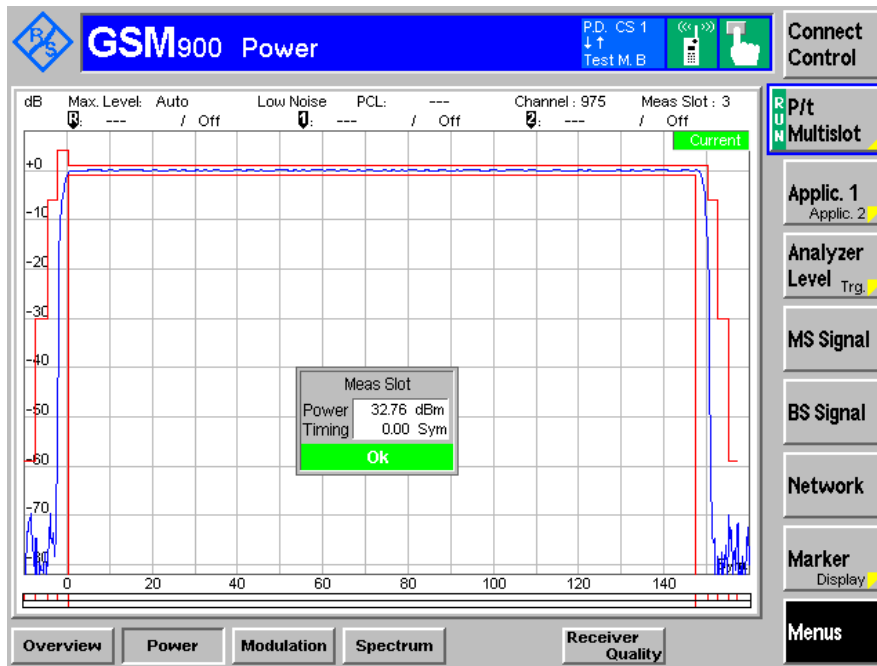 R&S
GSM900 Power
P.D. CS 1
Test M. B
Connect Control
dB Max. Level: Auto Low Noise PCL: --- Channel : 975 Meas Slot : 3
R: --- / Off 1: --- / Off 2: --- / Off
Current
RUN
P/t Multislot
+0
-10
-20
-30
-40
-50
-60
-70
-80
0 20 40 60 80 100 120 140
Meas Slot
Power 32.76 dBm
Timing 0.00 Sym
Ok
Applic. 1
Applic. 2
Analyzer
Level Trg.
MS Signal
BS Signal
Network
Marker
Display
Menus
Overview Power Modulation Spectrum Receiver Quality